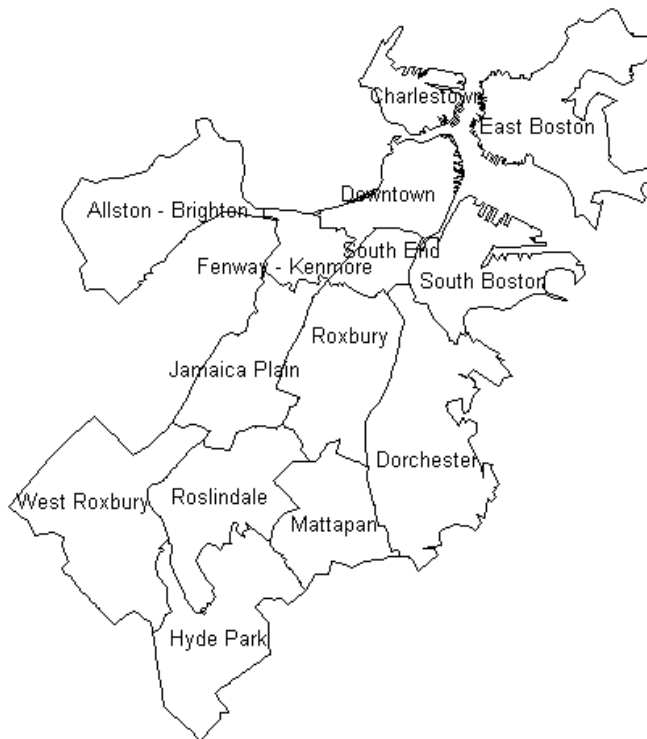 Charlestown
East Boston
Downtown
Allston - Brighton
South End
Fenway - Kenmore
South Boston
Roxbury
Jamaica Plain
Dorchester
West Roxbury
Roslindale
Mattapan
Hyde Park